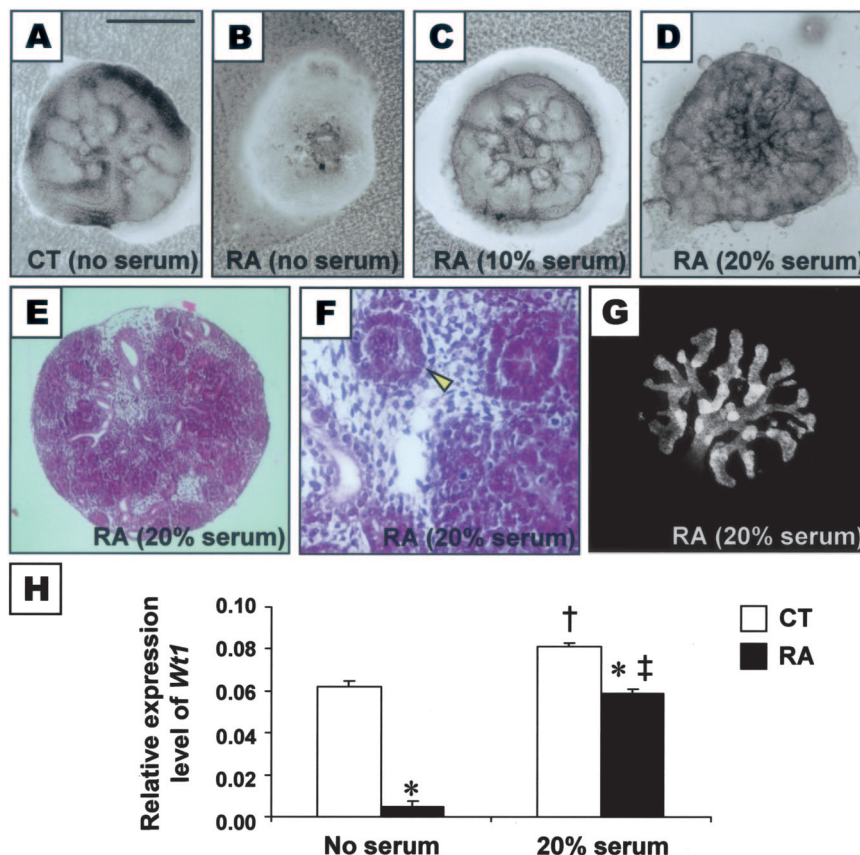 A
CT (no serum)
B
RA (no serum)
C
RA (10% serum)
D
RA (20% serum)
E
RA (20% serum)
F
RA (20% serum)
G
RA (20% serum)
H
Relative expression
level of Wt1
0.10
0.08
0.06
0.04
0.02
0.00
*
†
* ‡
No serum
20% serum
CT
RA